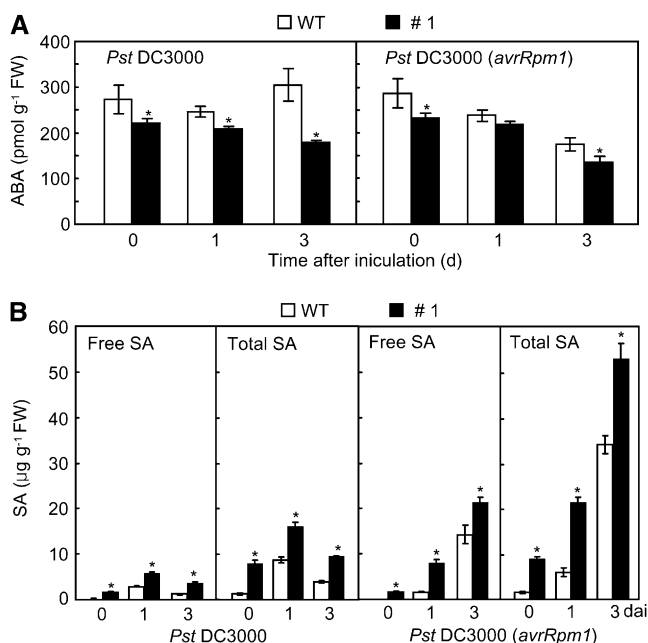 A
WT # 1
Pst DC3000 Pst DC3000 (avrRpm1)
400
300
200
150
100
0
ABA (pmol g-1 FW)
0 1 3 0 1 3
Time after iniculation (d)
B
WT # 1
Free SA Total SA Free SA Total SA
60
50
40
30
20
10
0
SA (µg g-1 FW)
* * * * * * * * * * * *
0 1 3 0 1 3 0 1 3 0 1 3 dai
Pst DC3000 Pst DC3000 (avrRpm1)